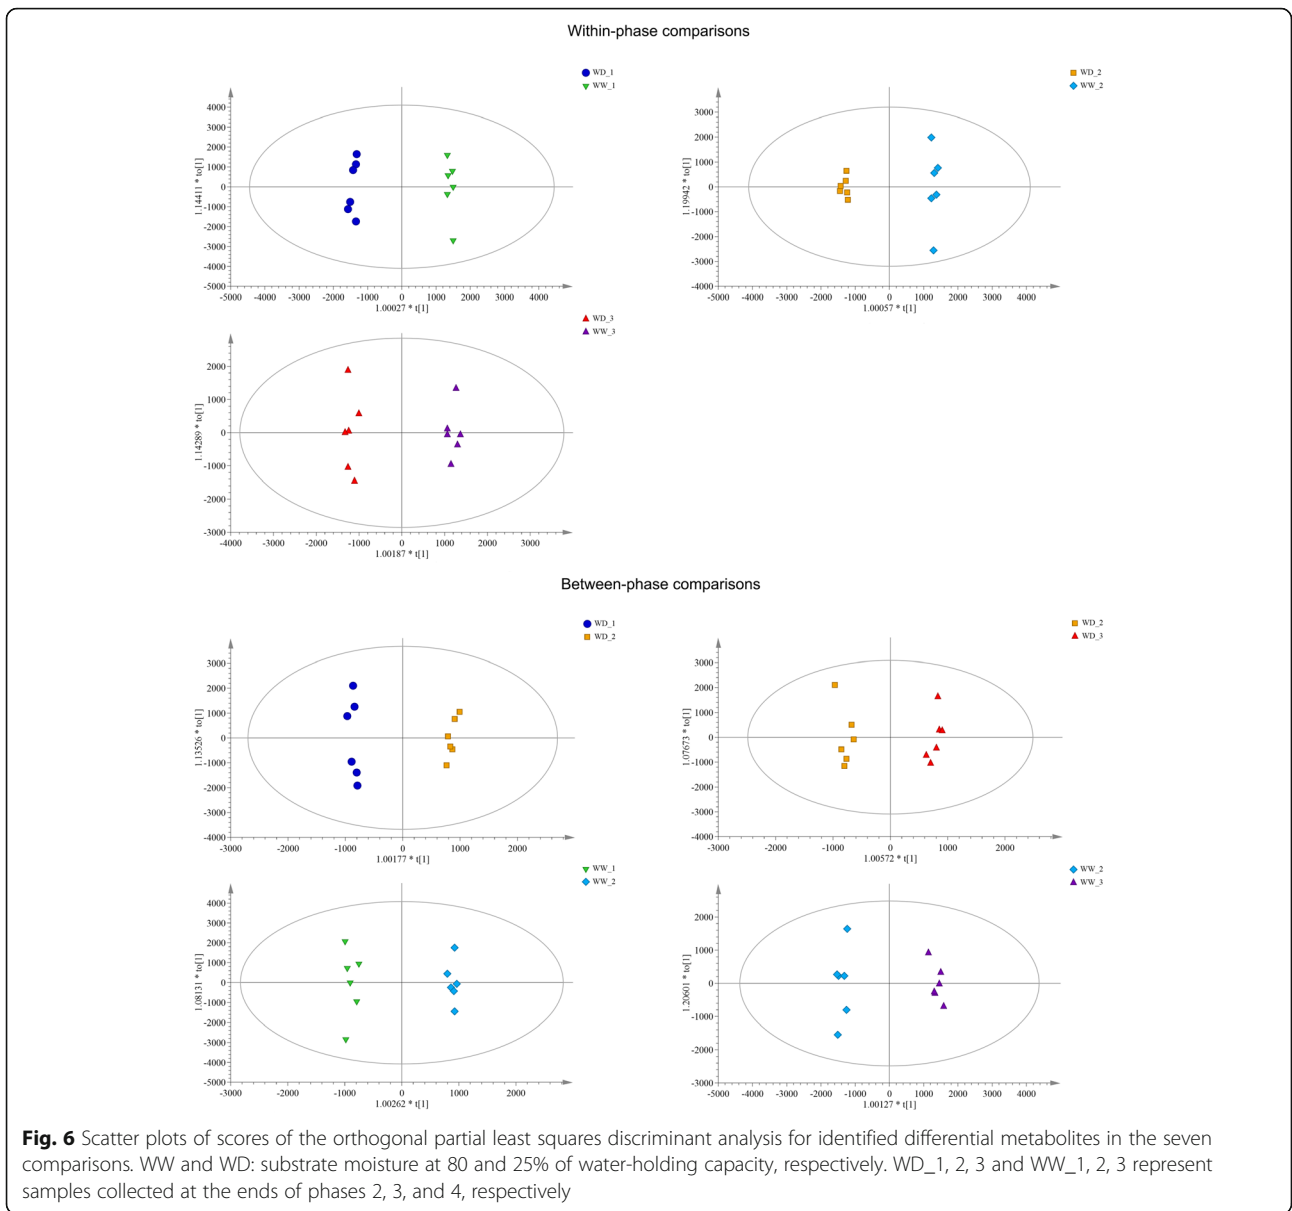 Within-phase comparisons
WD_1
WW_1
4000
3000
2000
1000
0
-1000
-2000
-3000
-4000
-5000
1.14411 * to[1]
-5000 -4000 -3000 -2000 -1000 0 1000 2000 3000 4000
1.00027 * t[1]
WD_2
WW_2
3000
2000
1000
0
-1000
-2000
-3000
-4000
1.19942 * to[1]
-5000 -4000 -3000 -2000 -1000 0 1000 2000 3000 4000
1.00057 * t[1]
WD_3
WW_3
2000
1000
0
-1000
-2000
-3000
1.14289 * to[1]
-4000 -3000 -2000 -1000 0 1000 2000 3000
1.00187 * t[1]
Between-phase comparisons
WD_1
WD_2
3000
2000
1000
0
-1000
-2000
-3000
-4000
1.13526 * to[1]
-3000 -2000 -1000 0 1000 2000
1.00177 * t[1]
WD_2
WD_3
3000
2000
1000
0
-1000
-2000
-3000
-4000
1.07673 * to[1]
-3000 -2000 -1000 0 1000 2000
1.00572 * t[1]
WW_1
WW_2
4000
3000
2000
1000
0
-1000
-2000
-3000
-4000
-5000
1.08131 * to[1]
-3000 -2000 -1000 0 1000 2000
1.00262 * t[1]
WW_2
WW_3
2000
1000
0
-1000
-2000
-3000
1.20601 * to[1]
-5000 -4000 -3000 -2000 -1000 0 1000 2000 3000 4000
1.00127 * t[1]
Fig. 6 Scatter plots of scores of the orthogonal partial least squares discriminant analysis for identified differential metabolites in the seven
comparisons. WW and WD: substrate moisture at 80 and 25% of water-holding capacity, respectively. WD_1, 2, 3 and WW_1, 2, 3 represent
samples collected at the ends of phases 2, 3, and 4, respectively